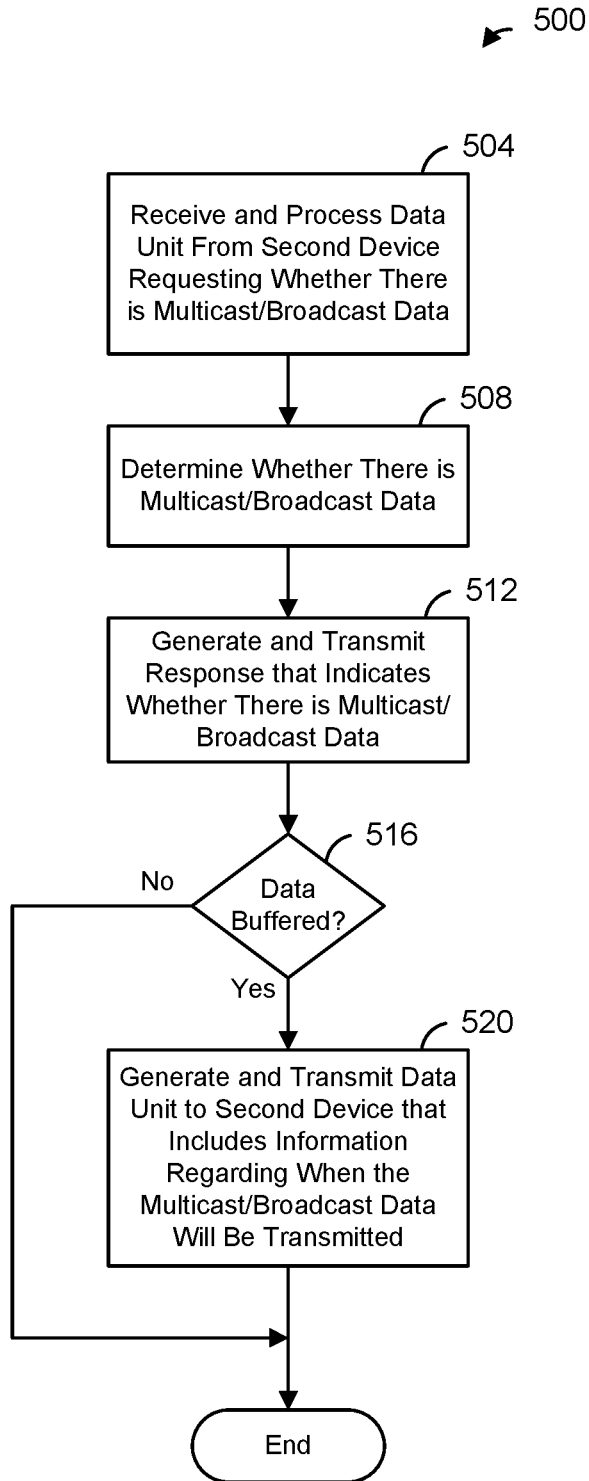 500
504
Receive and Process Data
Unit From Second Device
Requesting Whether There
is Multicast/Broadcast Data
508
Determine Whether There is
Multicast/Broadcast Data
512
Generate and Transmit
Response that Indicates
Whether There is Multicast/
Broadcast Data
516
No
Data
Buffered?
Yes
520
Generate and Transmit Data
Unit to Second Device that
Includes Information
Regarding When the
Multicast/Broadcast Data
Will Be Transmitted
End